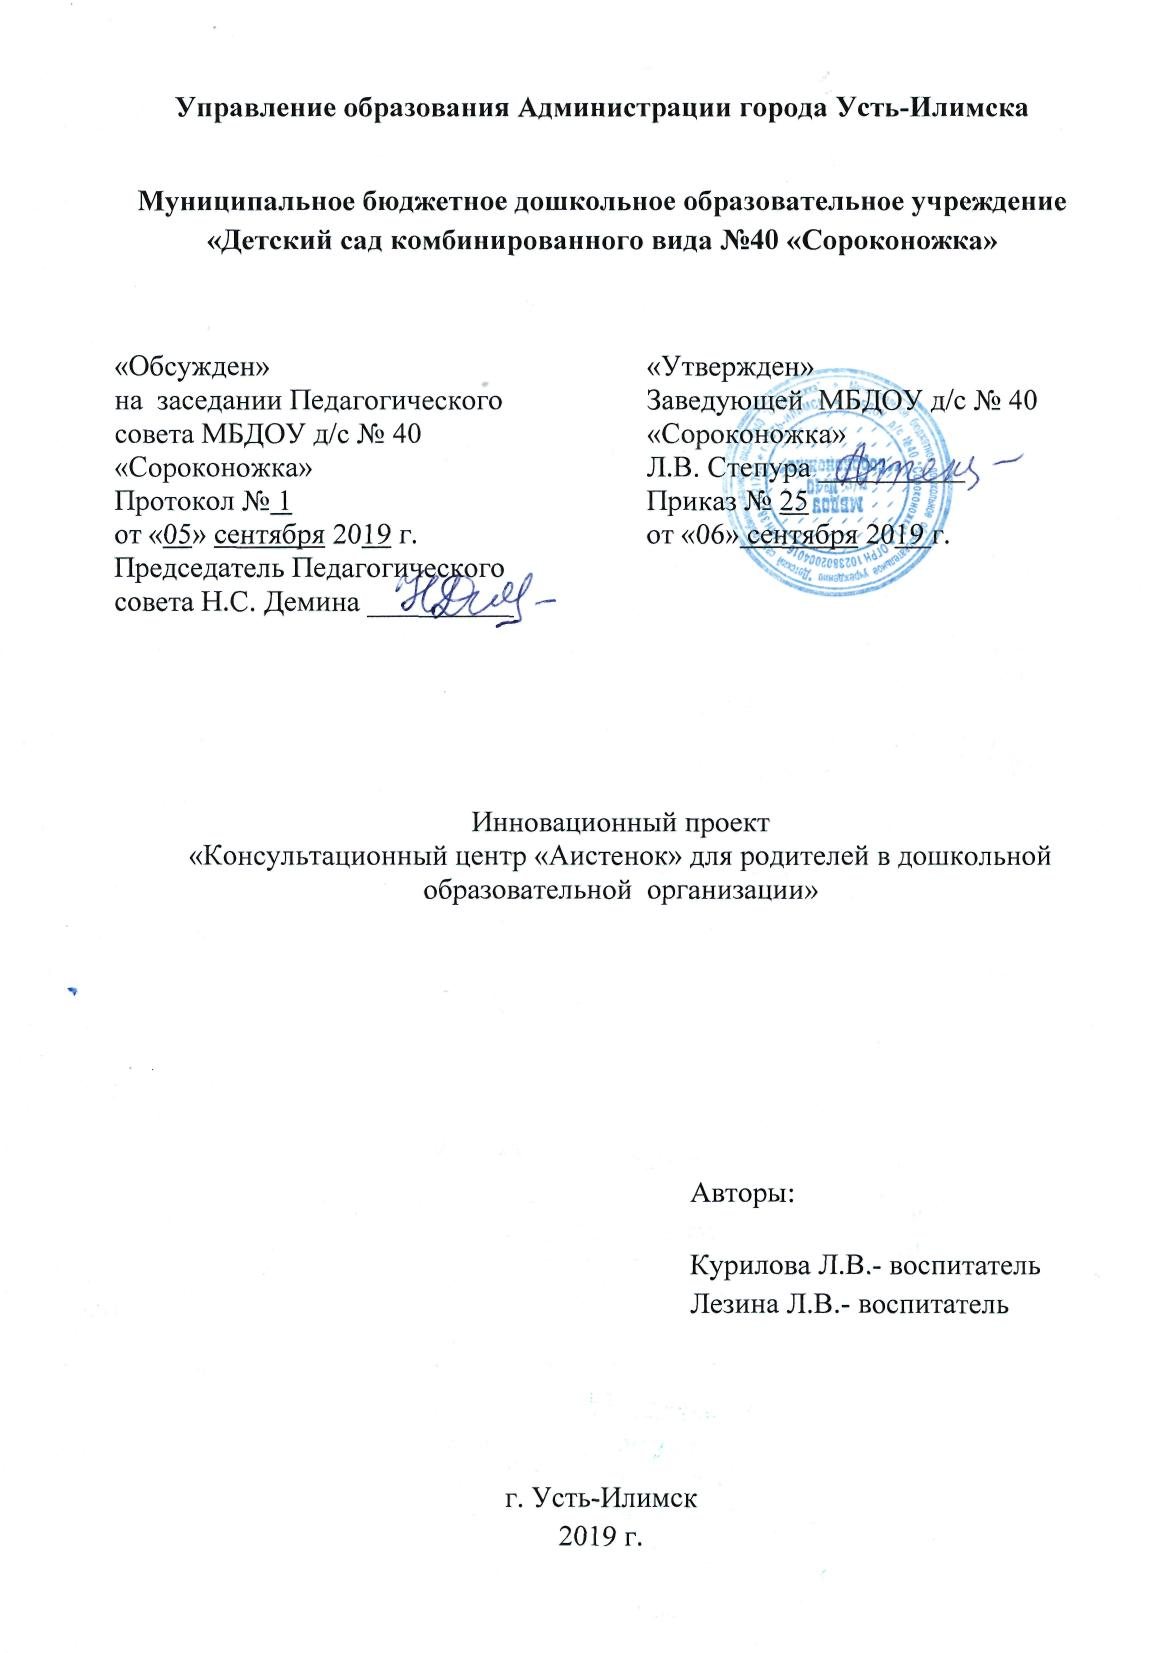 Управление образования Администрации города Усть-Илимска
Муниципальное бюджетное дошкольное образовательное учреждение
«Детский сад комбинированного вида №40 «Сороконожка»
«Обсужден»
на заседании Педагогического
совета МБДОУ д/с № 40
«Сороконожка»
Протокол № 1
от «05» сентября 2019 г.
Председатель Педагогического
совета Н.С. Демина
«Утвержден»
Заведующей МБДОУ д/с № 40
«Сороконожка»
Л.В. Степура
Приказ № 25
от «06» сентября 2019 г.
Инновационный проект
«Консультационный центр «Аистенок» для родителей в дошкольной
образовательной организации»
Авторы:
Курилова Л.В.- воспитатель
Лезина Л.В.- воспитатель
г. Усть-Илимск
2019 г.